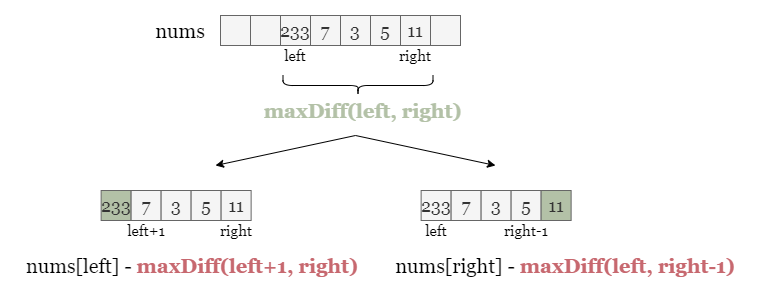 nums 233 7 3 5 11
left right
maxDiff(left, right)
233 7 3 5 11
left+1 right
nums[left] - maxDiff(left+1, right)
233 7 3 5 11
left right-1
nums[right] - maxDiff(left, right-1)